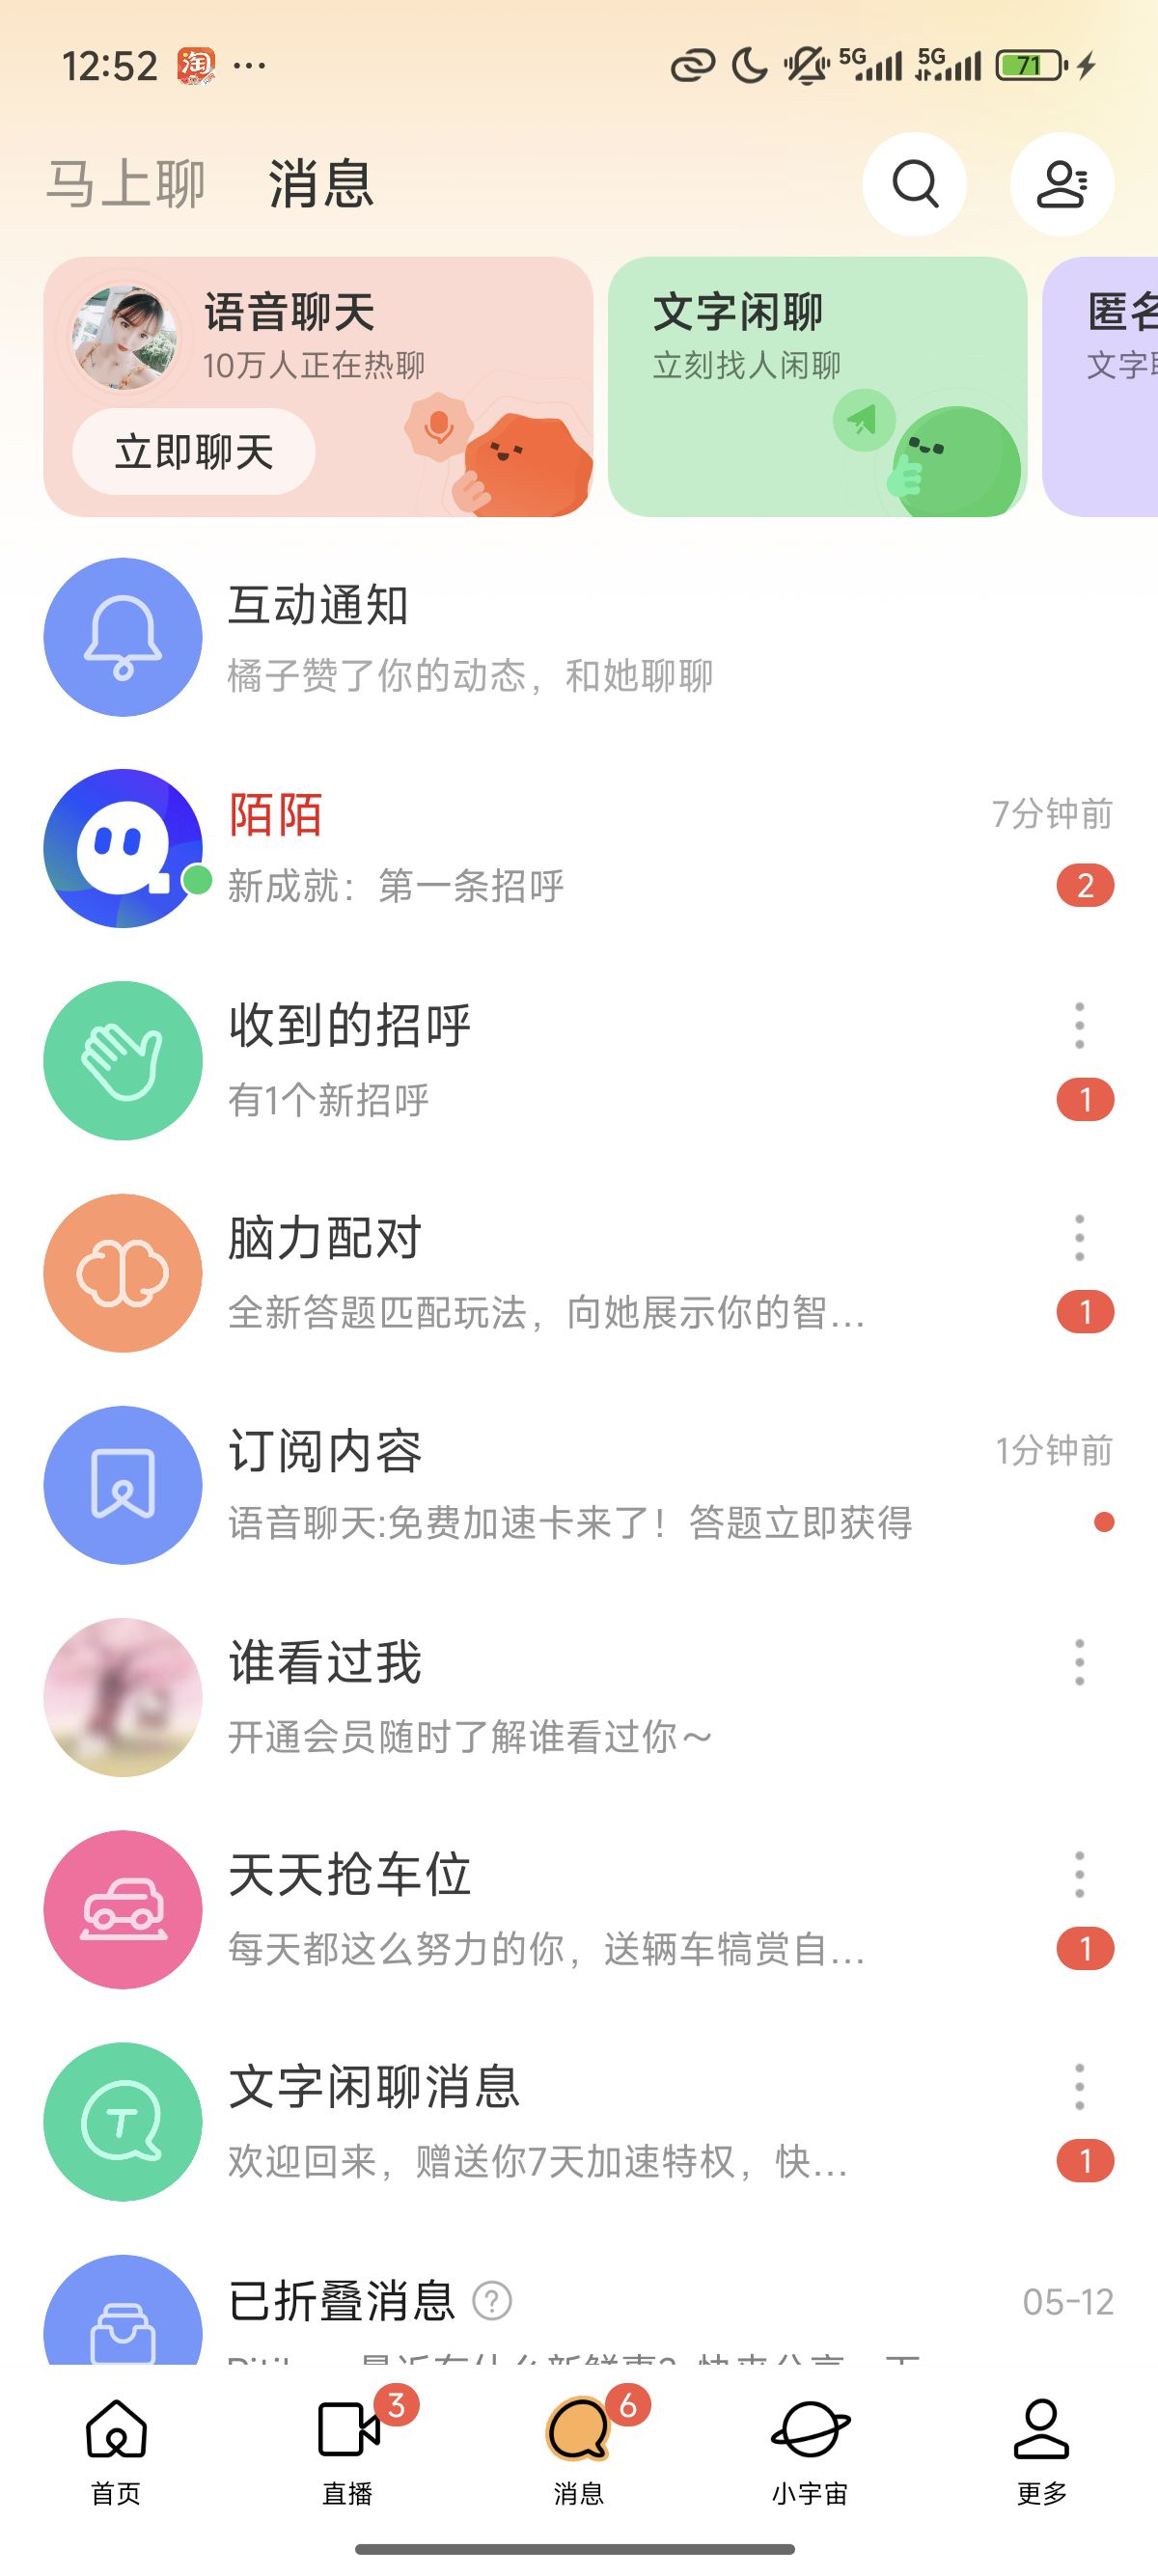 12:52 淘 ...
5G 5G 71
马上聊 消息
语音聊天
10万人正在热聊
立即聊天
文字闲聊
立刻找人闲聊
匿名
文字
互动通知
橘子赞了你的动态，和她聊聊
陌陌 7分钟前
新成就：第一条招呼 2
收到的招呼
有1个新招呼 1
脑力配对
全新答题匹配玩法，向她展示你的智... 1
订阅内容 1分钟前
语音聊天:免费加速卡来了！答题立即获得
谁看过我
开通会员随时了解谁看过你～
天天抢车位
每天都这么努力的你，送辆车犒赏自... 1
文字闲聊消息
欢迎回来，赠送你7天加速特权，快... 1
已折叠消息 ? 05-12
3 6
首页 直播 消息 小宇宙 更多